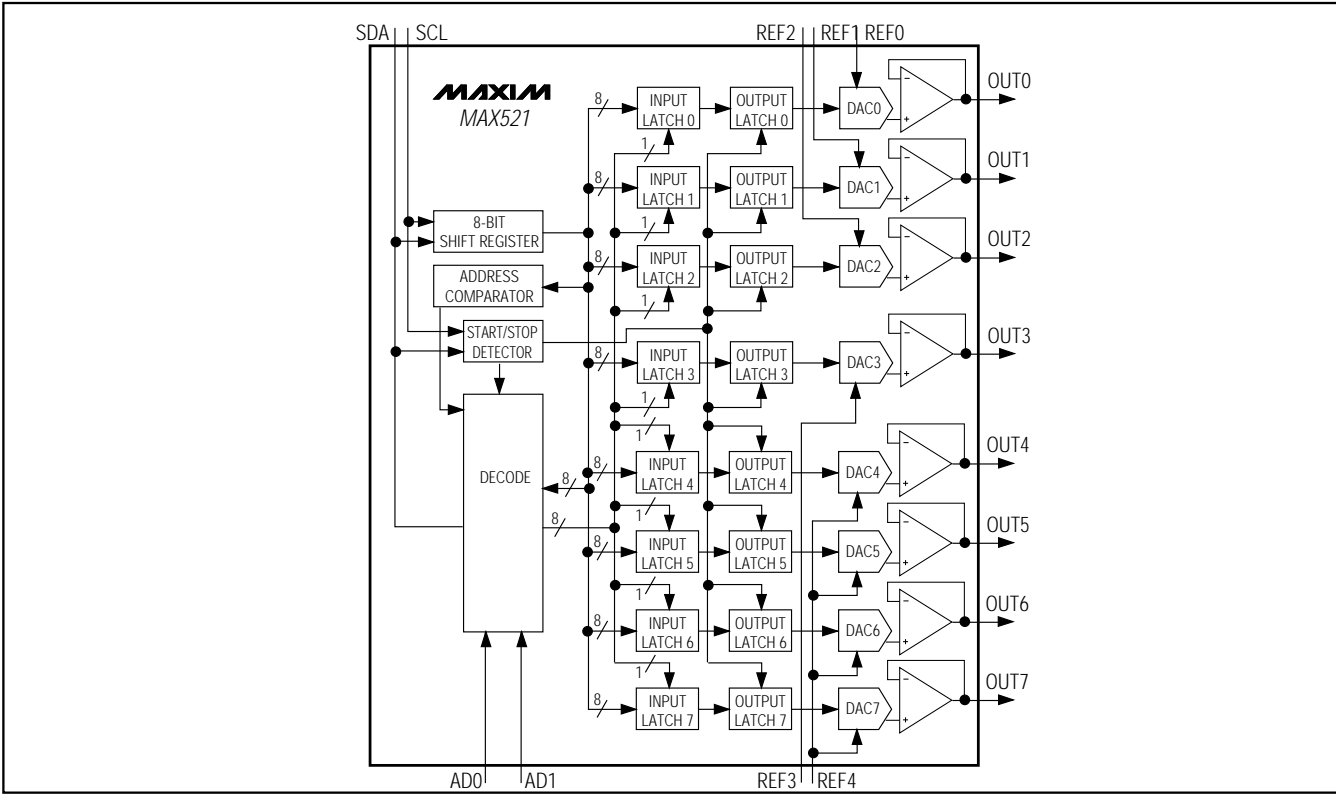 SDA SCL REF2 REF1 REF0
MAXIM
MAX521
8 INPUT LATCH 0 OUTPUT LATCH 0 DAC0 - + OUT0
1
8 INPUT LATCH 1 OUTPUT LATCH 1 DAC1 - + OUT1
1
8-BIT
SHIFT REGISTER
8 INPUT LATCH 2 OUTPUT LATCH 2 DAC2 - + OUT2
1
ADDRESS
COMPARATOR
START/STOP
DETECTOR
8 INPUT LATCH 3 OUTPUT LATCH 3 DAC3 - + OUT3
1
1
DECODE
8
8
8 INPUT LATCH 4 OUTPUT LATCH 4 DAC4 - + OUT4
1
8 INPUT LATCH 5 OUTPUT LATCH 5 DAC5 - + OUT5
1
8 INPUT LATCH 6 OUTPUT LATCH 6 DAC6 - + OUT6
1
8 INPUT LATCH 7 OUTPUT LATCH 7 DAC7 - + OUT7
AD0 AD1 REF3 REF4